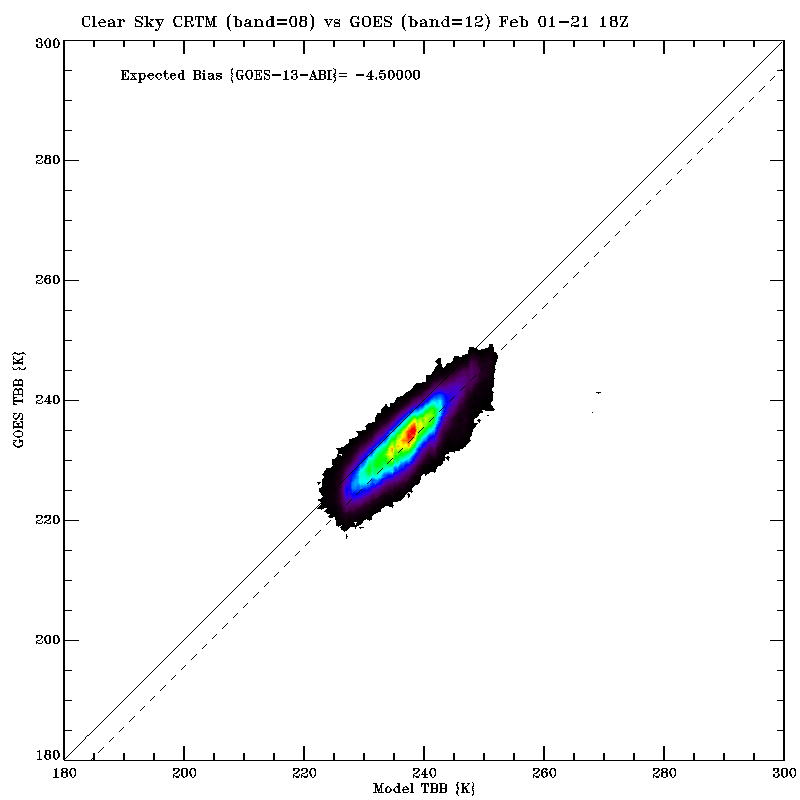 Clear Sky CRTM (band=08) vs GOES (band=12) Feb 01-21 18Z
Expected Bias {GOES-13-ABI}= -4.50000
300
280
260
240
220
200
180
GOES TBB {K}
180 200 220 240 260 280 300
Model TBB {K}